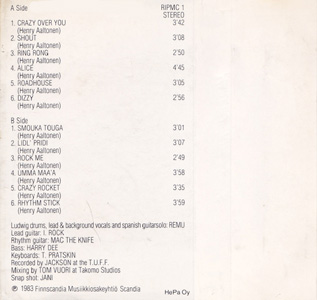 A Side RIPMC 1
STEREO
1. CRAZY OVER YOU 3'42
(Henry Aaltonen)
2. SHOUT 3'08
(Henry Aaltonen)
3. RING RONG 2'50
(Henry Aaltonen)
4. ALICE 4'45
(Henry Aaltonen)
5. ROADHOUSE 3'05
(Henry Aaltonen)
6. DIZZY 2'56
(Henry Aaltonen)
B Side
1. SMOUKA TOUGA 3'01
(Henry Aaltonen)
2. LIDL' PRIDI 3'07
(Henry Aaltonen)
3. ROCK ME 2'49
(Henry Aaltonen)
4. UMMA MAA'A 3'58
(Henry Aaltonen)
5. CRAZY ROCKET 3'35
(Henry Aaltonen)
6. RHYTHM STICK 3'59
(Henry Aaltonen)
Ludwig drums, lead & background vocals and spanish guitarsolo: REMU
Lead guitar: I. ROCK
Rhythm guitar: MAC THE KNIFE
Bass: HARRY DEE
Keyboards: T. PRATSKIN
Recorded by JACKSON at the T.U.F.F.
Mixing by TOM VUORI at Takomo Studios
Snap shot: JANI
℗ 1983 Finnscandia Musiikkiosakeyhtiö Scandia HePa Oy